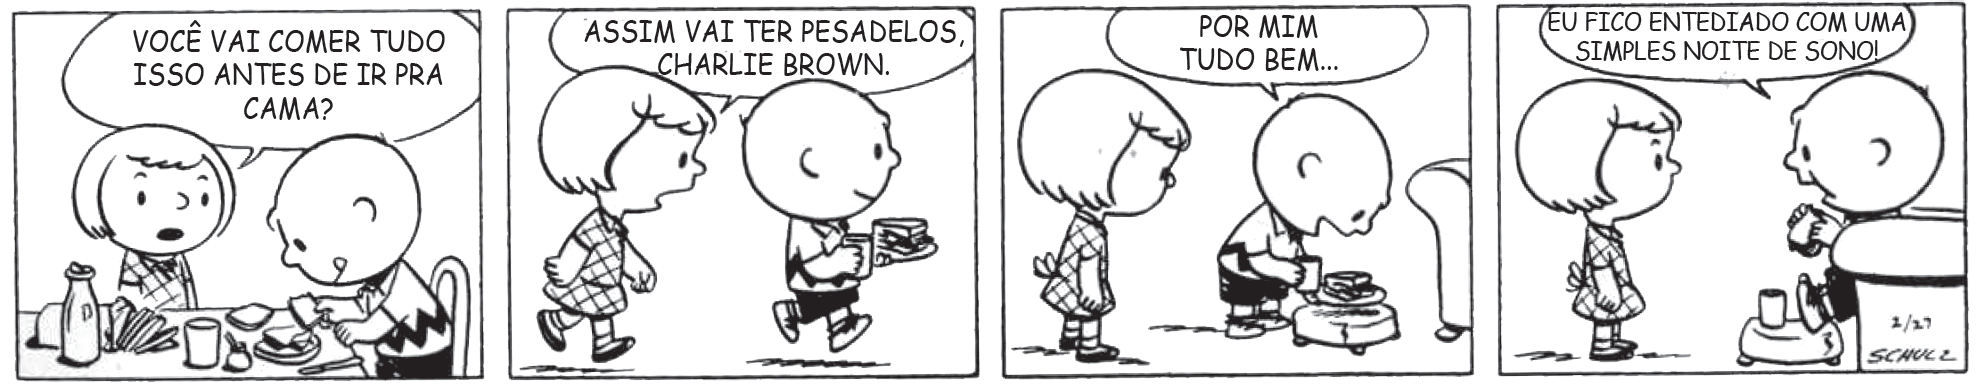 VOCÊ VAI COMER TUDO
ISSO ANTES DE IR PRA
CAMA?
ASSIM VAI TER PESADELOS,
CHARLIE BROWN.
POR MIM
TUDO BEM...
EU FICO ENTEDIADO COM UMA
SIMPLES NOITE DE SONO!
2/27
SCHULZ